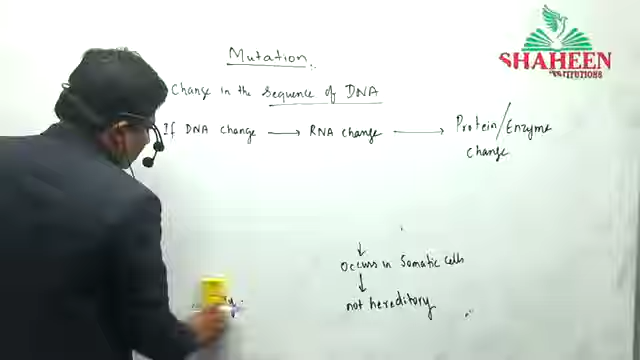 Mutation
SHAHEEN
INSTITUTIONS
Change in the sequence of DNA
If DNA change → RNA change → Protein/Enzyme
change
Occurs in Somatic cells
not hereditory